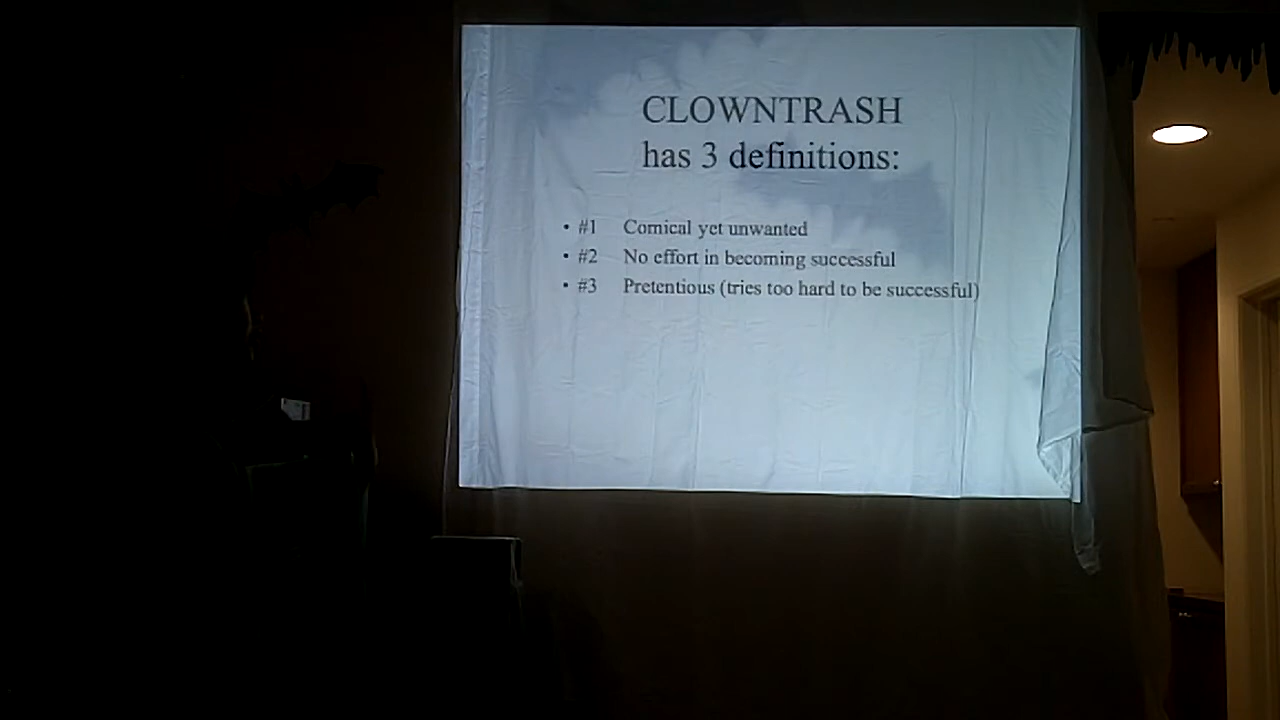 CLOWNTRASH
has 3 definitions:
• #1 Comical yet unwanted
• #2 No effort in becoming successful
• #3 Pretentious (tries too hard to be successful)